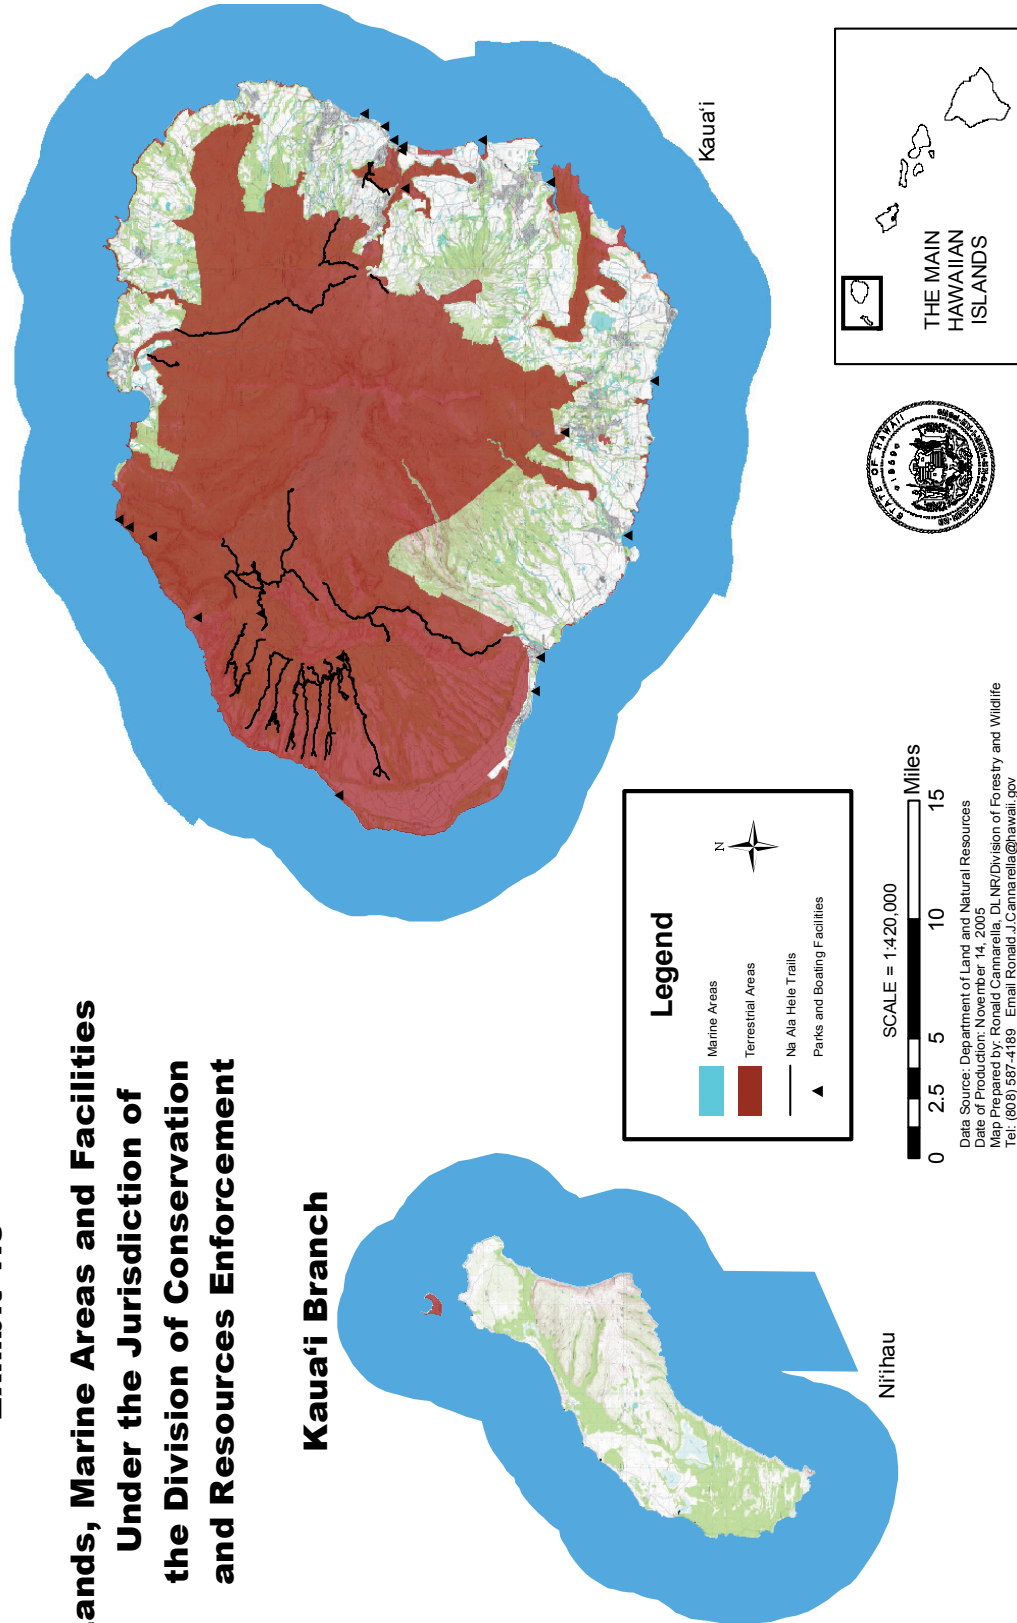 ands, Marine Areas and Facilities
Under the Jurisdiction of
the Division of Conservation
and Resources Enforcement
Kauaʻi Branch
Kauaʻi
Niʻihau
Legend
Marine Areas
Terrestrial Areas
Na Ala Hele Trails
Parks and Boating Facilities
N
SCALE = 1:420,000
0 2.5 5 10 15
Miles
Data Source: Department of Land and Natural Resources
Date of Production: November 14, 2005
Map Prepared by: Ronald Cannarella, DLNR/Division of Forestry and Wildlife
Tel: (808) 587-4189 Email Ronald.J.Cannarella@hawaii.gov
STATE OF HAWAII
1959
THE MAIN
HAWAIIAN
ISLANDS